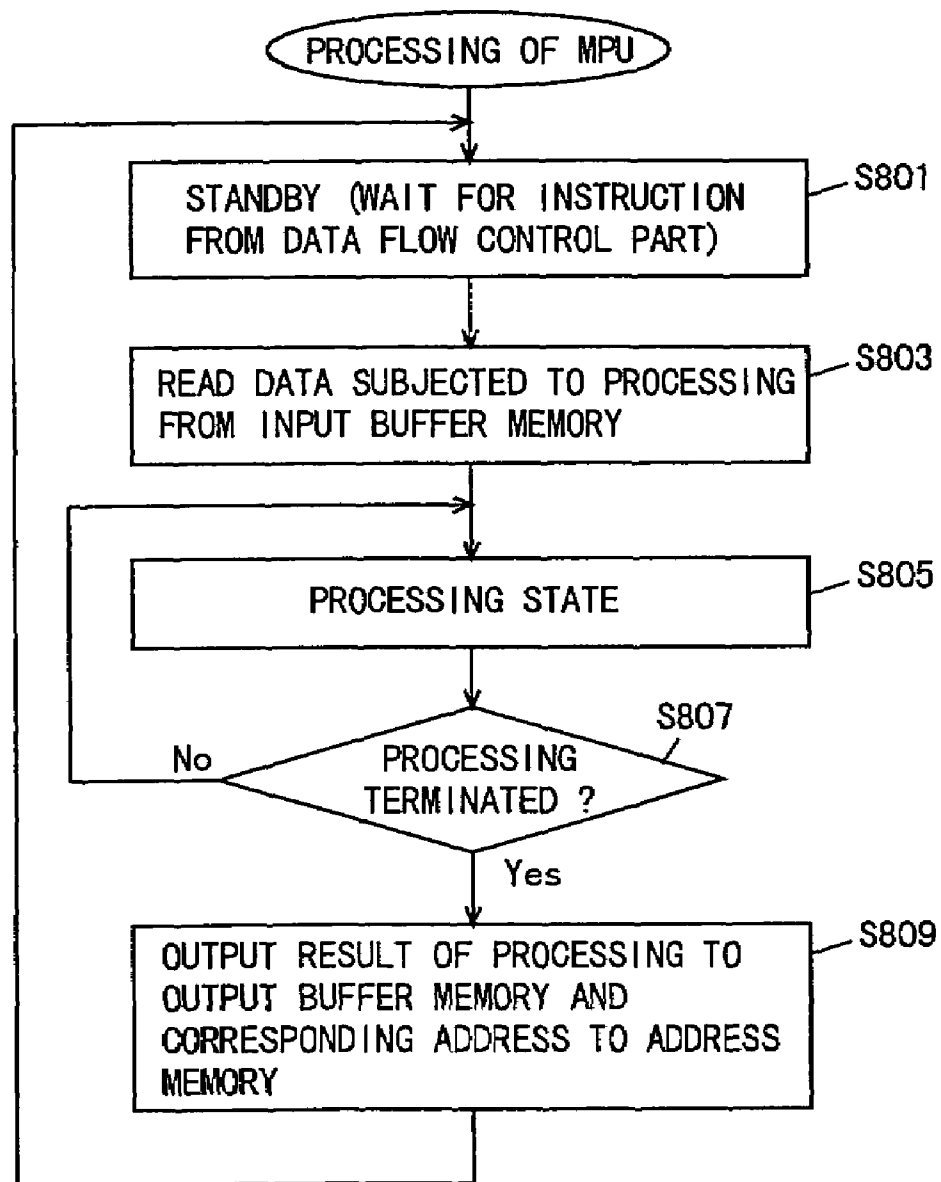 PROCESSING OF MPU
S801
STANDBY (WAIT FOR INSTRUCTION
FROM DATA FLOW CONTROL PART)
S803
READ DATA SUBJECTED TO PROCESSING
FROM INPUT BUFFER MEMORY
S805
PROCESSING STATE
S807
No
PROCESSING
TERMINATED ?
Yes
S809
OUTPUT RESULT OF PROCESSING TO
OUTPUT BUFFER MEMORY AND
CORRESPONDING ADDRESS TO ADDRESS
MEMORY